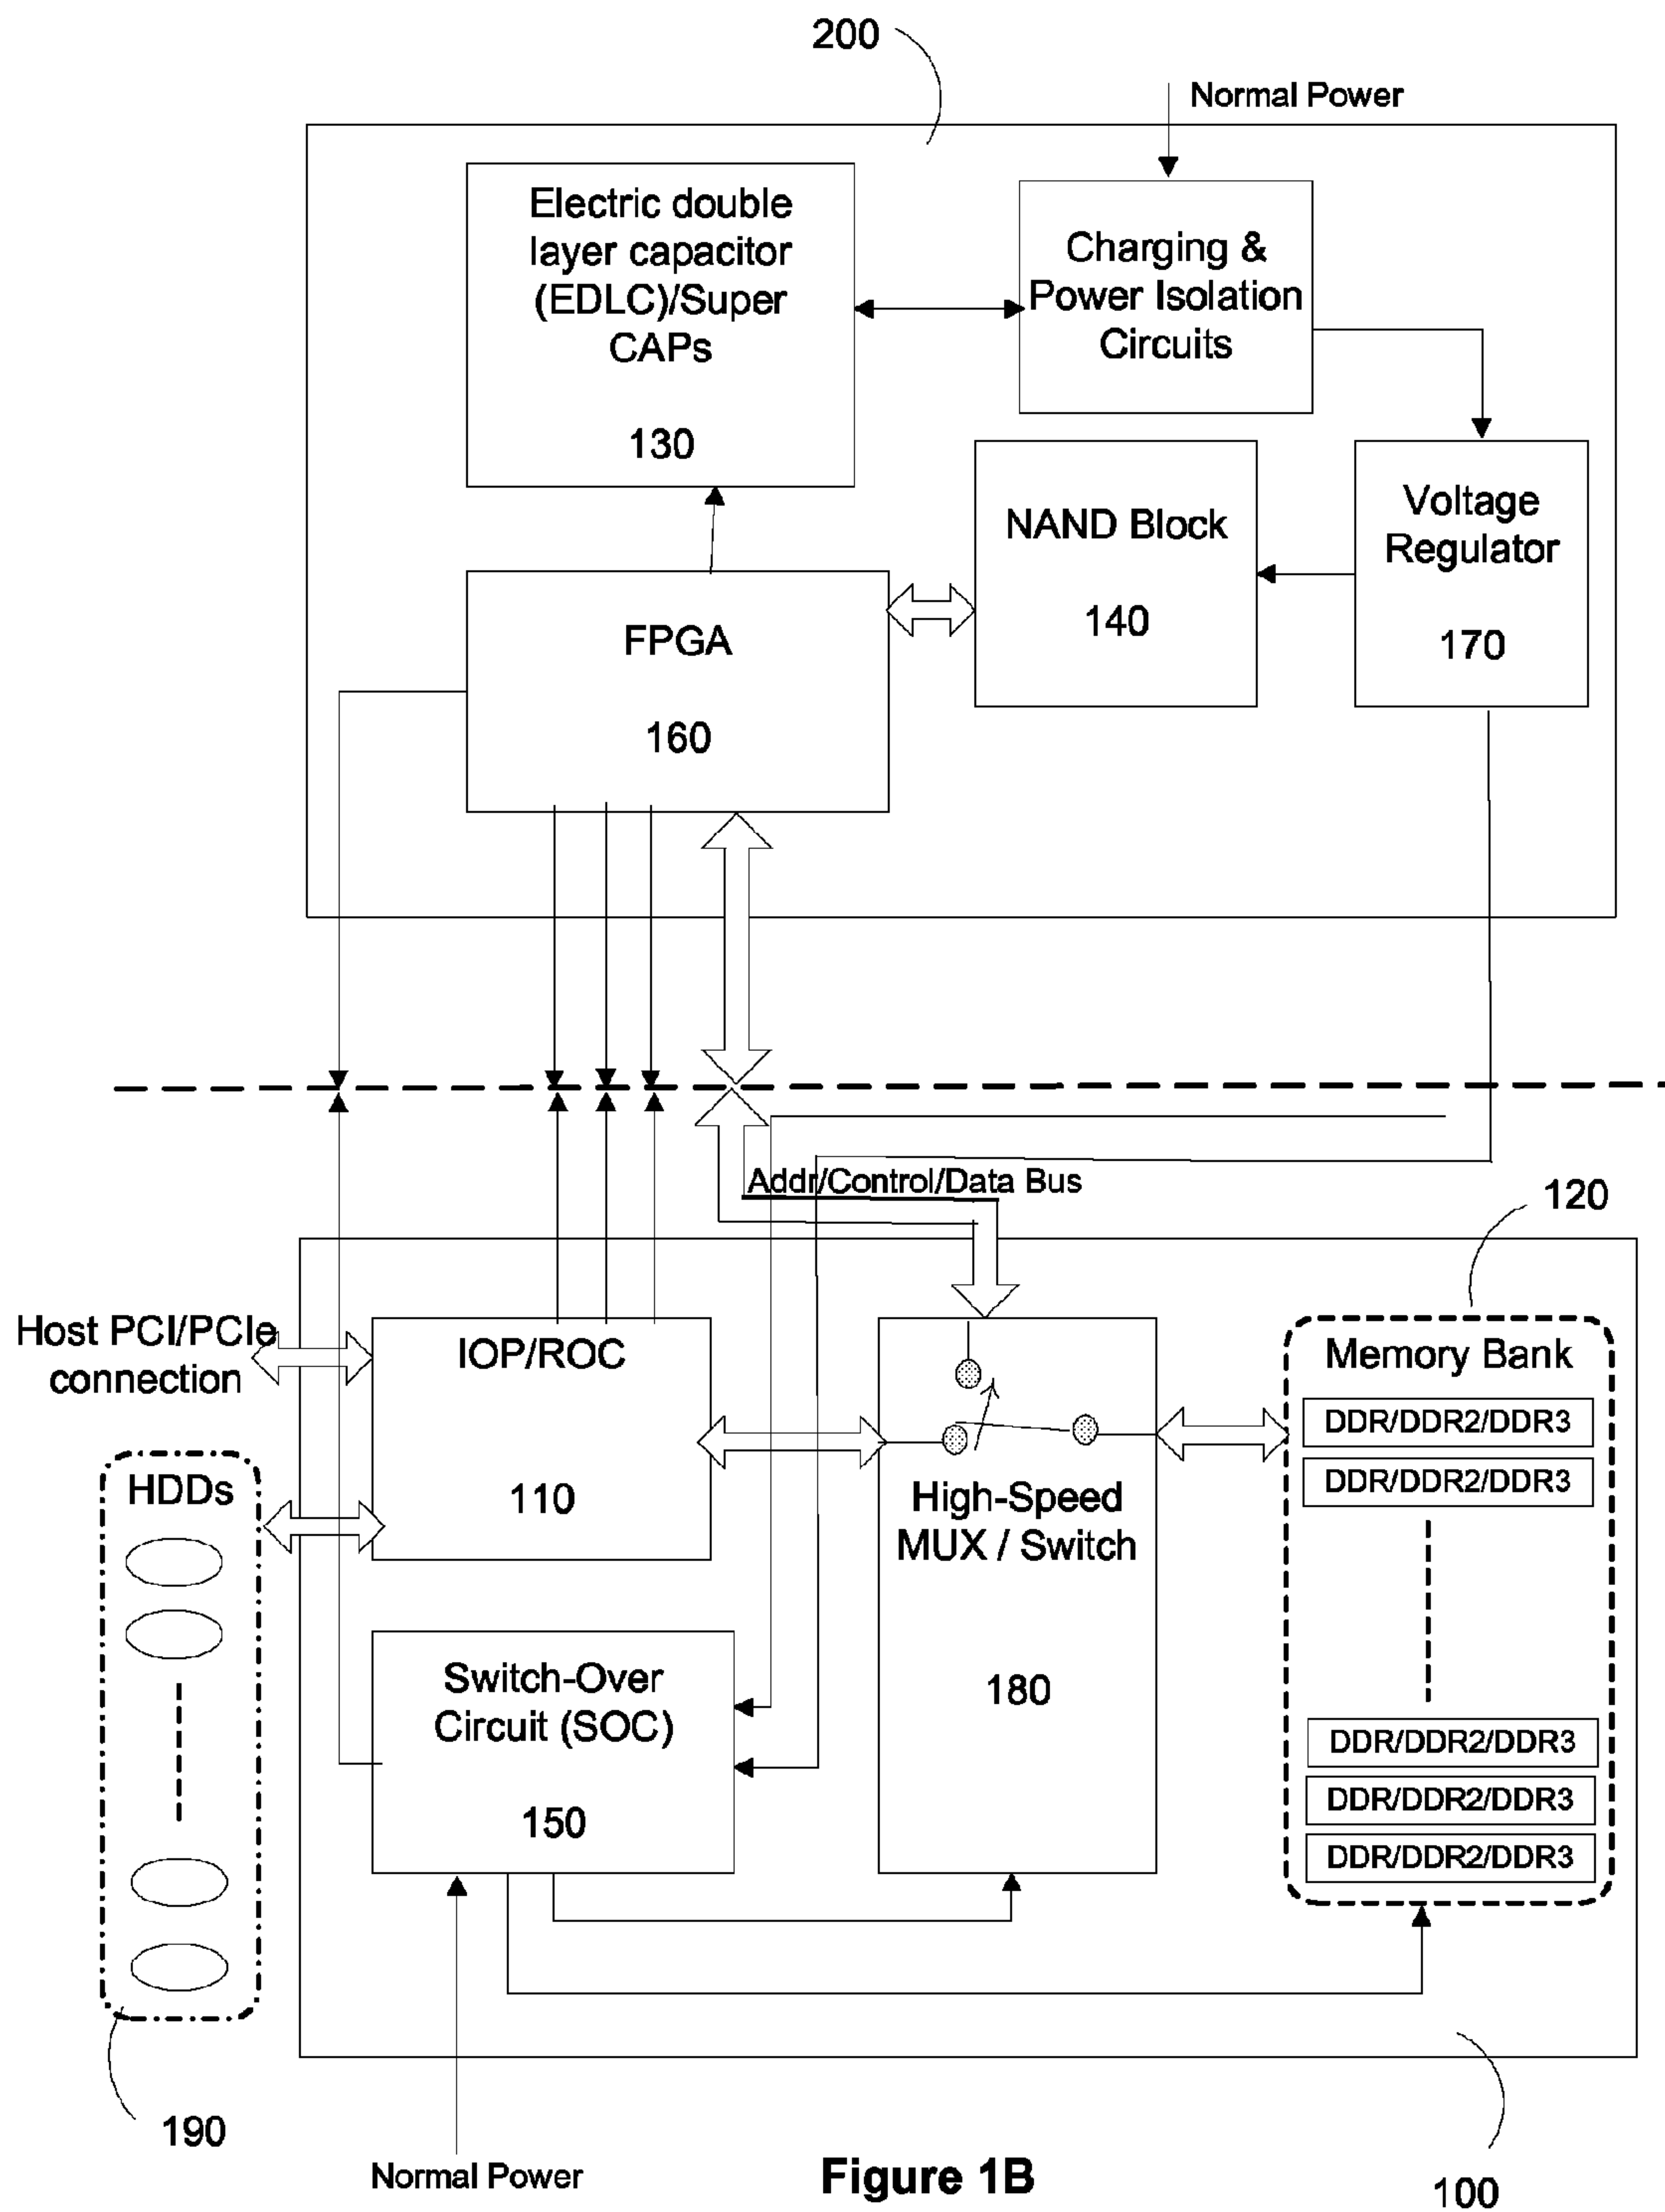 200
Normal Power
Electric double
layer capacitor
(EDLC)/Super
CAPs
130
Charging &
Power Isolation
Circuits
NAND Block
140
Voltage
Regulator
170
FPGA
160
Addr/Control/Data Bus
120
Host PCI/PCIe
connection
IOP/ROC
110
High-Speed
MUX / Switch
180
Memory Bank
DDR/DDR2/DDR3
DDR/DDR2/DDR3
DDR/DDR2/DDR3
DDR/DDR2/DDR3
DDR/DDR2/DDR3
HDDs
Switch-Over
Circuit (SOC)
150
190
Normal Power
Figure 1B
100